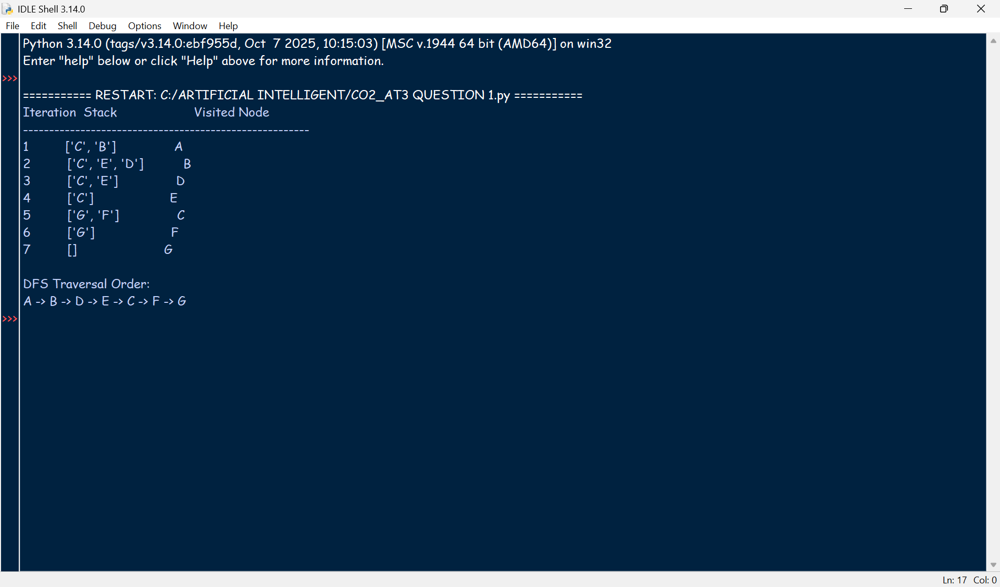 IDLE Shell 3.14.0
File Edit Shell Debug Options Window Help
Python 3.14.0 (tags/v3.14.0:ebf955d, Oct  7 2025, 10:15:03) [MSC v.1944 64 bit (AMD64)] on win32
Enter "help" below or click "Help" above for more information.
>>>
=========== RESTART: C:/ARTIFICIAL INTELLIGENT/CO2_AT3 QUESTION 1.py ===========
Iteration  Stack                    Visited Node
-------------------------------------------------------
1          ['C', 'B']                A
2          ['C', 'E', 'D']           B
3          ['C', 'E']                D
4          ['C']                     E
5          ['G', 'F']                C
6          ['G']                     F
7          []                        G
DFS Traversal Order:
A -> B -> D -> E -> C -> F -> G
>>>
Ln: 17 Col: 0